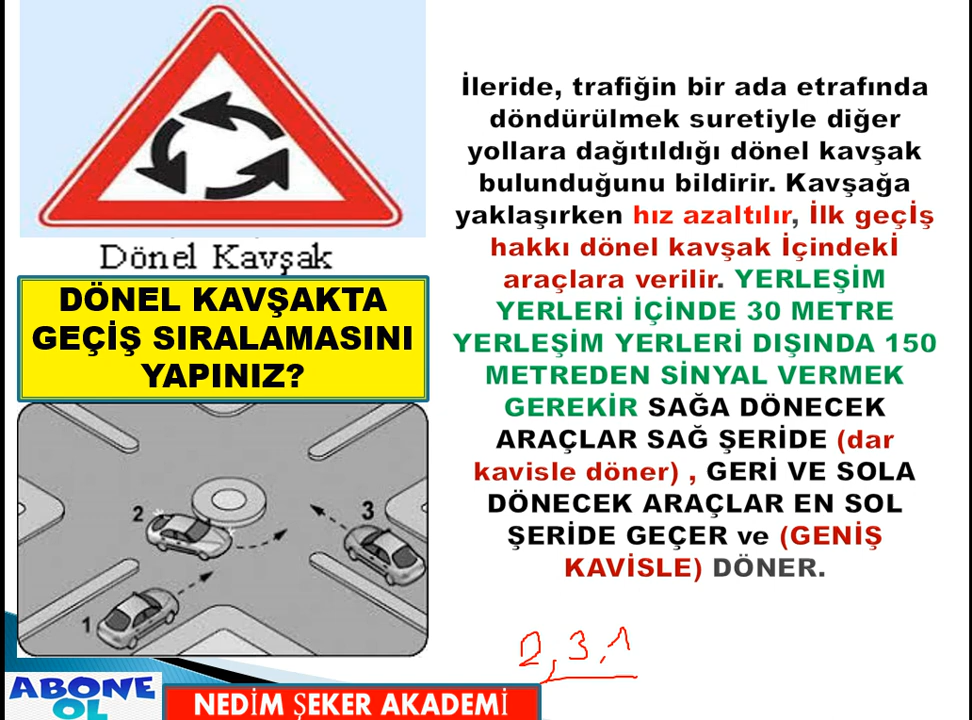 Dönel Kavşak
DÖNEL KAVŞAKTA
GEÇİŞ SIRALAMASINI
YAPINIZ?
2
3
1
İleride, trafiğin bir ada etrafında
döndürülmek suretiyle diğer
yollara dağıtıldığı dönel kavşak
bulunduğunu bildirir. Kavşağa
yaklaşırken hız azaltılır, İlk geçİş
hakkı dönel kavşak İçindekİ
araçlara verilir. YERLEŞİM
YERLERİ İÇİNDE 30 METRE
YERLEŞİM YERLERİ DIŞINDA 150
METREDEN SİNYAL VERMEK
GEREKİR SAĞA DÖNECEK
ARAÇLAR SAĞ ŞERİDE (dar
kavisle döner) , GERİ VE SOLA
DÖNECEK ARAÇLAR EN SOL
ŞERİDE GEÇER ve (GENİŞ
KAVİSLE) DÖNER.
2,3,1
ABONE
OL
NEDİM ŞEKER AKADEMİ